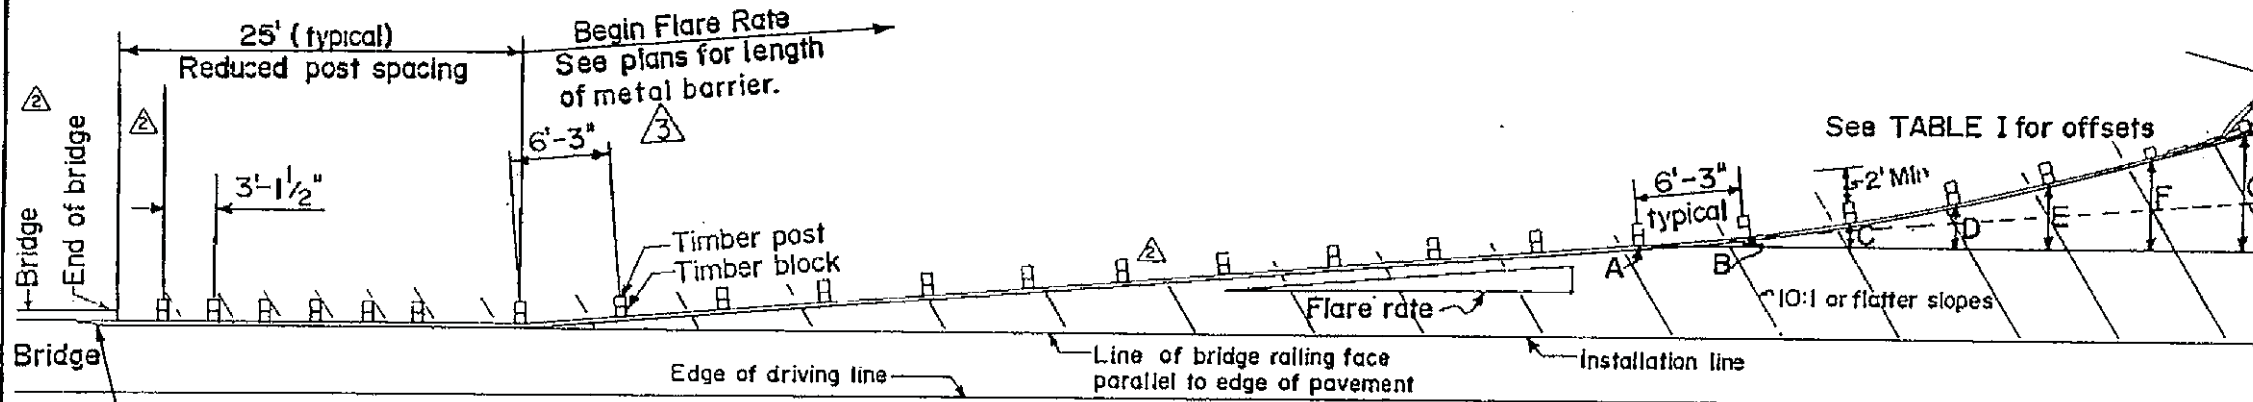 25' (typical)
Reduced post spacing
Begin Flare Rate
See plans for length
of metal barrier.
2
2
3
6'-3"
3'-1 1/2"
Bridge
End of bridge
Timber post
Timber block
2
See TABLE I for offsets
2' Min
6'-3"
typical
A
B
C
D
E
F
Flare rate
10:1 or flatter slopes
Bridge
Line of bridge railing face
parallel to edge of pavement
Installation line
Edge of driving line